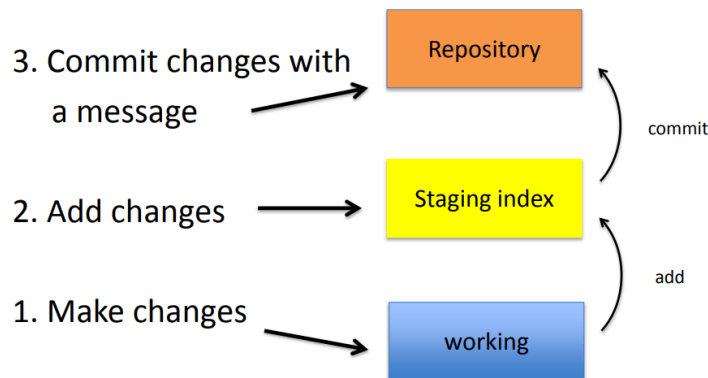 3. Commit changes with
a message
Repository
commit
2. Add changes
Staging index
add
1. Make changes
working